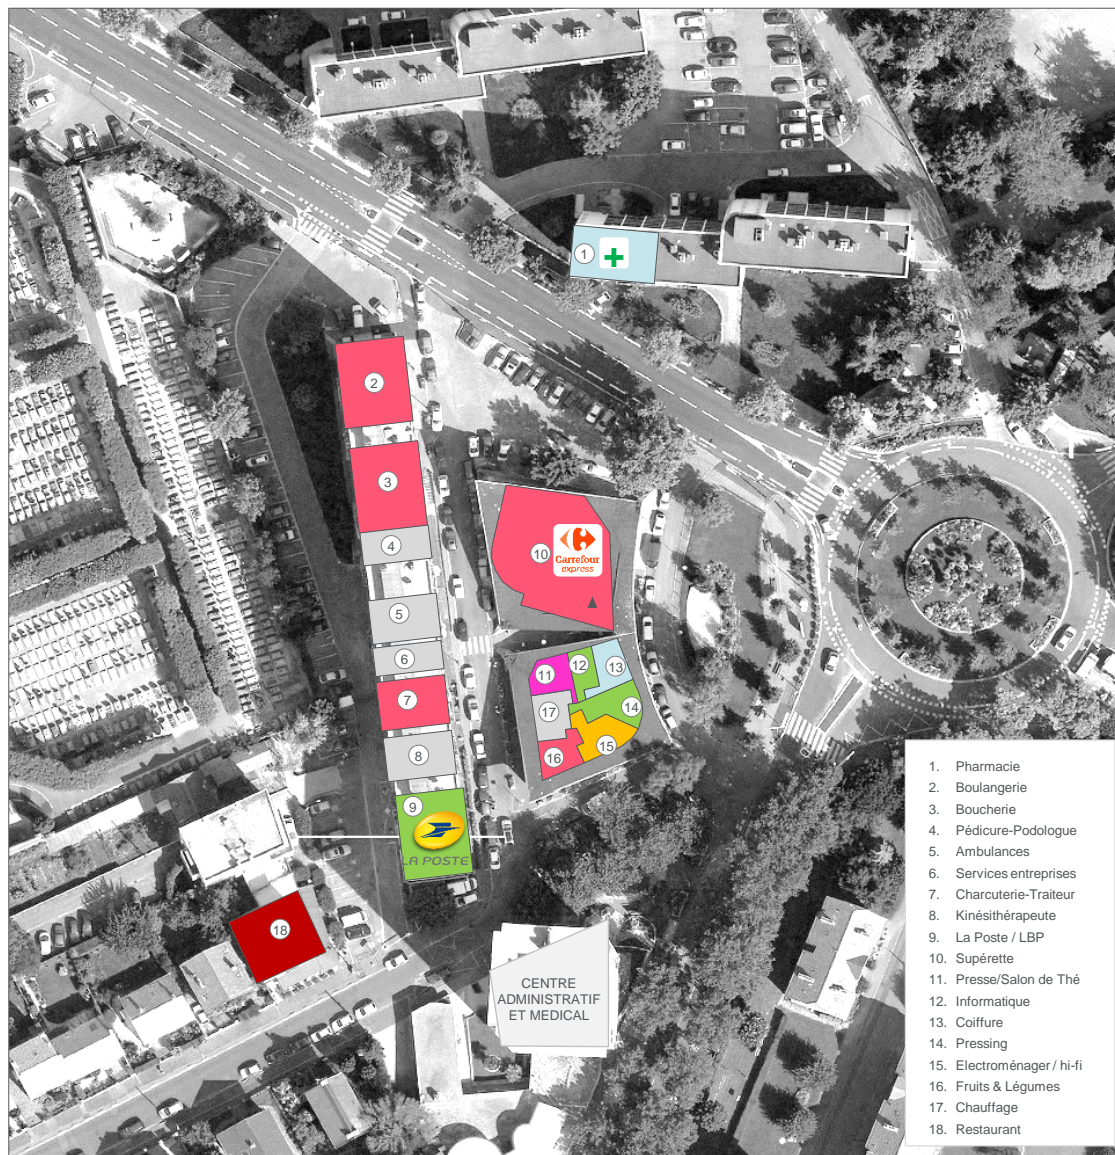 1
2
3
4
5
6
7
8
9
LA POSTE
10
Carrefour
express
11
12
13
14
15
16
17
18
CENTRE
ADMINISTRATIF
ET MEDICAL
1. Pharmacie
2. Boulangerie
3. Boucherie
4. Pédicure-Podologue
5. Ambulances
6. Services entreprises
7. Charcuterie-Traiteur
8. Kinésithérapeute
9. La Poste / LBP
10. Supérette
11. Presse/Salon de Thé
12. Informatique
13. Coiffure
14. Pressing
15. Electroménager / hi-fi
16. Fruits & Légumes
17. Chauffage
18. Restaurant